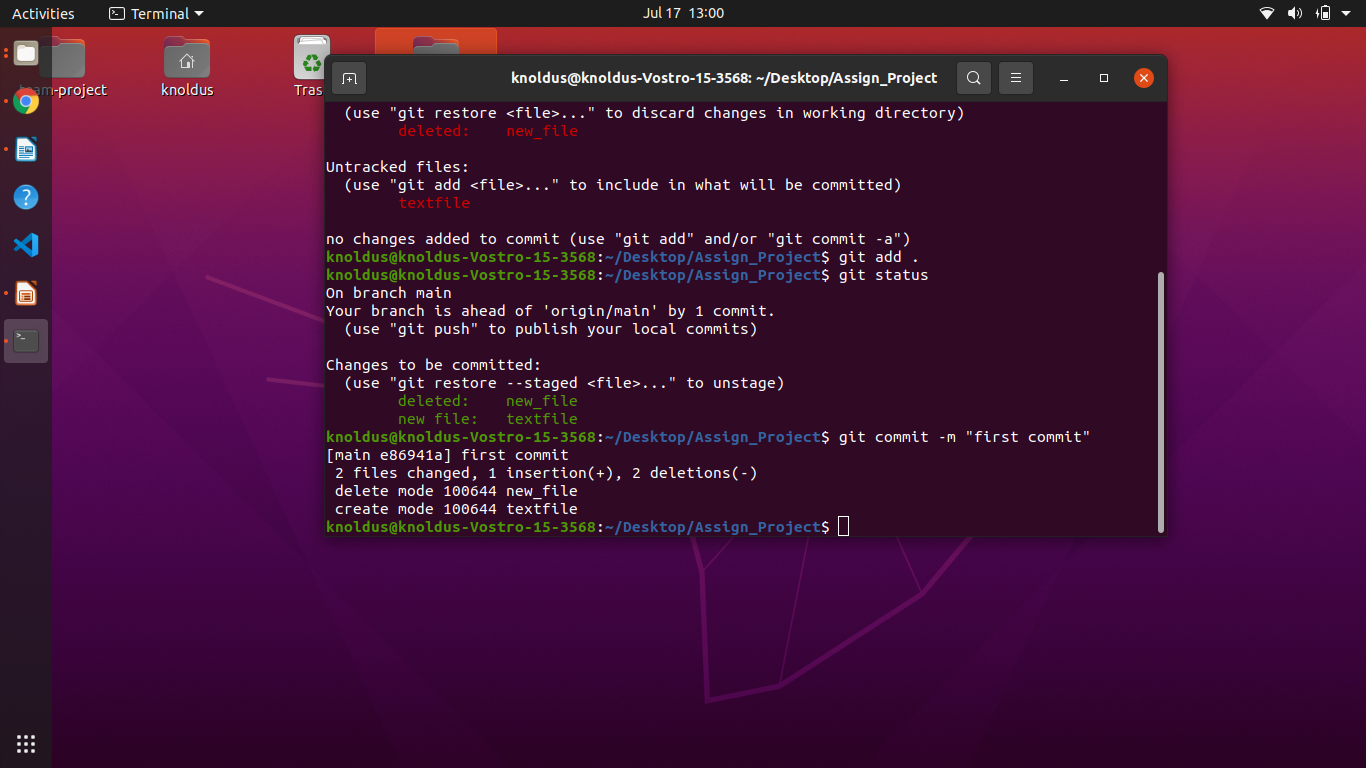 Activities
Terminal
Jul 17 13:00
am-project
knoldus
Tras
knoldus@knoldus-Vostro-15-3568: ~/Desktop/Assign_Project
(use "git restore <file>..." to discard changes in working directory)
deleted: new_file
Untracked files:
(use "git add <file>..." to include in what will be committed)
textfile
no changes added to commit (use "git add" and/or "git commit -a")
knoldus@knoldus-Vostro-15-3568:~/Desktop/Assign_Project$ git add .
knoldus@knoldus-Vostro-15-3568:~/Desktop/Assign_Project$ git status
On branch main
Your branch is ahead of 'origin/main' by 1 commit.
(use "git push" to publish your local commits)
Changes to be committed:
(use "git restore --staged <file>..." to unstage)
deleted: new_file
new file: textfile
knoldus@knoldus-Vostro-15-3568:~/Desktop/Assign_Project$ git commit -m "first commit"
[main e86941a] first commit
2 files changed, 1 insertion(+), 2 deletions(-)
delete mode 100644 new_file
create mode 100644 textfile
knoldus@knoldus-Vostro-15-3568:~/Desktop/Assign_Project$